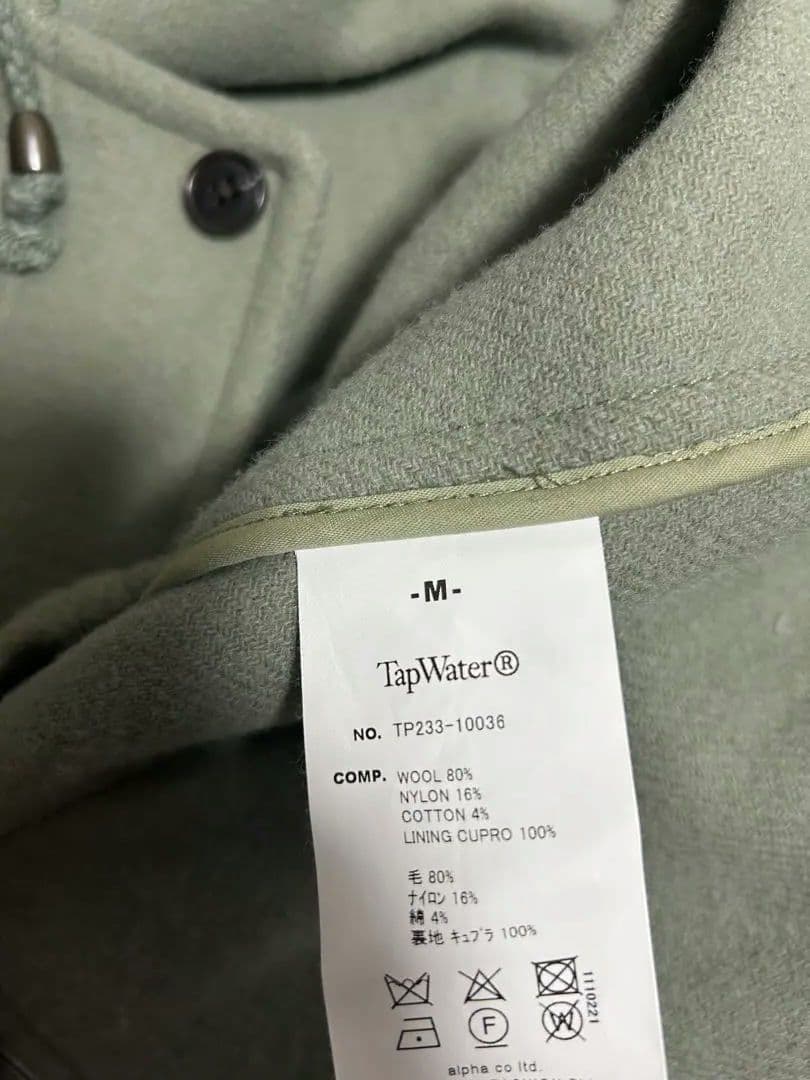 -M-
TapWater®
NO. TP233-10036
COMP. WOOL 80%
NYLON 16%
COTTON 4%
LINING CUPRO 100%
毛 80%
ナイロン 16%
綿 4%
裏地 キュプラ 100%
1110221
F
W
alpha co ltd.